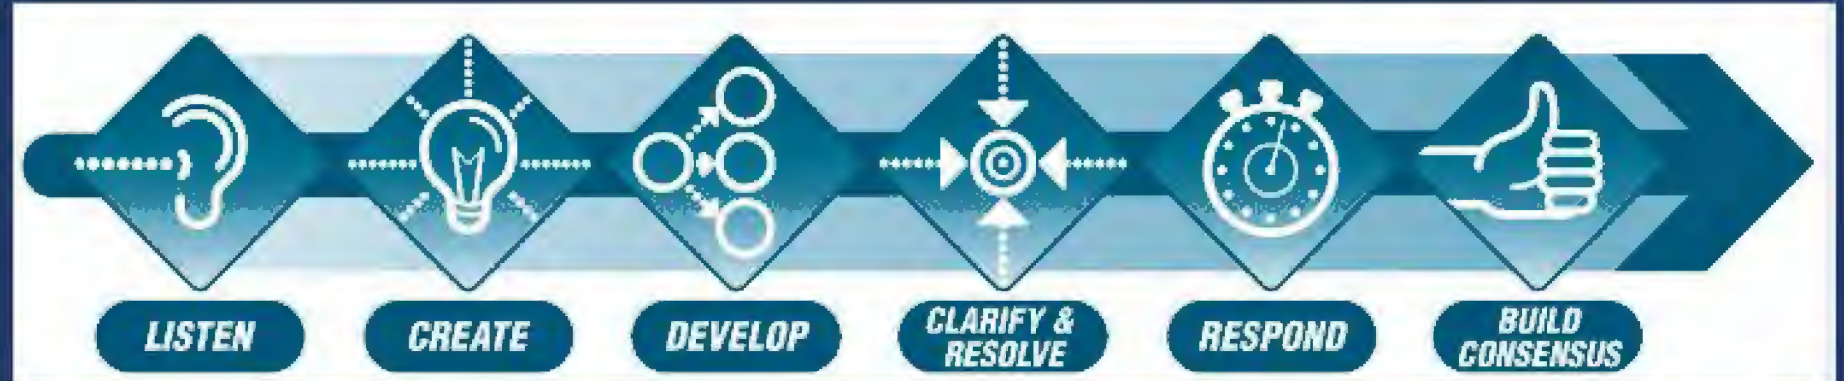 LISTEN
CREATE
DEVELOP
CLARIFY &
RESOLVE
RESPOND
BUILD
CONSENSUS